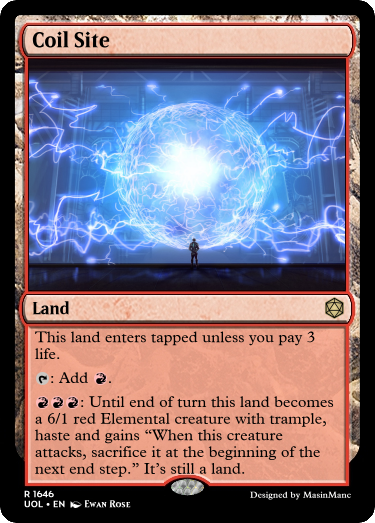 Coil Site
Land
This land enters tapped unless you pay 3
life.
: Add .
: Until end of turn this land becomes
a 6/1 red Elemental creature with trample,
haste and gains “When this creature
attacks, sacrifice it at the beginning of the
next end step.” It’s still a land.
R 1646
Designed by MasinManc
UOL • EN Ewan Rose